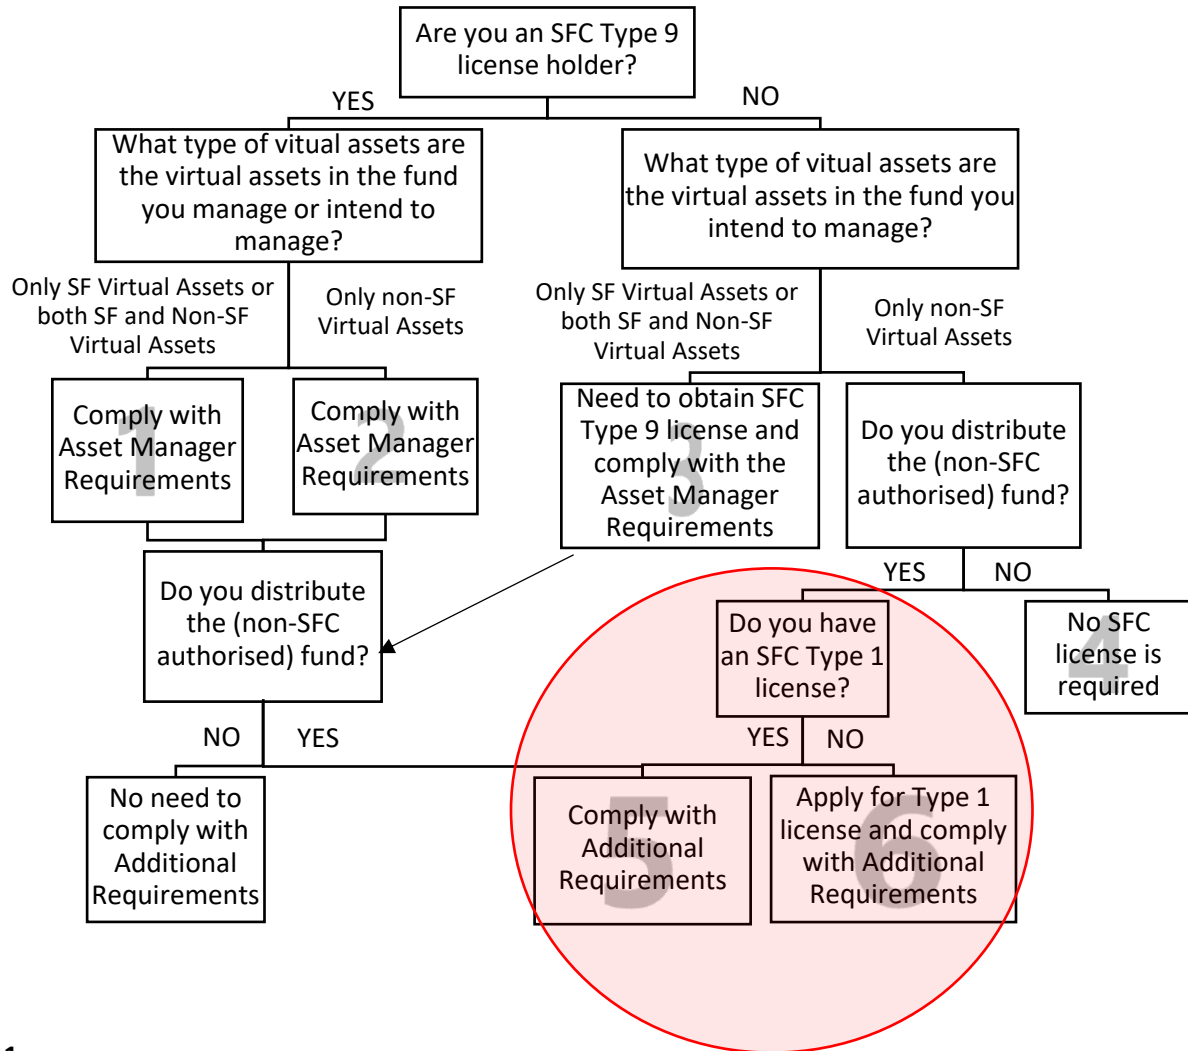 Are you an SFC Type 9
license holder?
YES
NO
What type of vitual assets are
the virtual assets in the fund
you manage or intend to
manage?
What type of vitual assets are
the virtual assets in the fund you
intend to manage?
Only SF Virtual Assets or
both SF and Non-SF
Virtual Assets
Only non-SF
Virtual Assets
Only SF Virtual Assets or
both SF and Non-SF
Virtual Assets
Only non-SF
Virtual Assets
1
Comply with
Asset Manager
Requirements
2
Comply with
Asset Manager
Requirements
3
Need to obtain SFC
Type 9 license and
comply with the
Asset Manager
Requirements
Do you distribute
the (non-SFC
authorised) fund?
Do you distribute
the (non-SFC
authorised) fund?
YES
NO
Do you have
an SFC Type 1
license?
4
No SFC
license is
required
NO
YES
YES
NO
No need to
comply with
Additional
Requirements
5
Comply with
Additional
Requirements
6
Apply for Type 1
license and comply
with Additional
Requirements